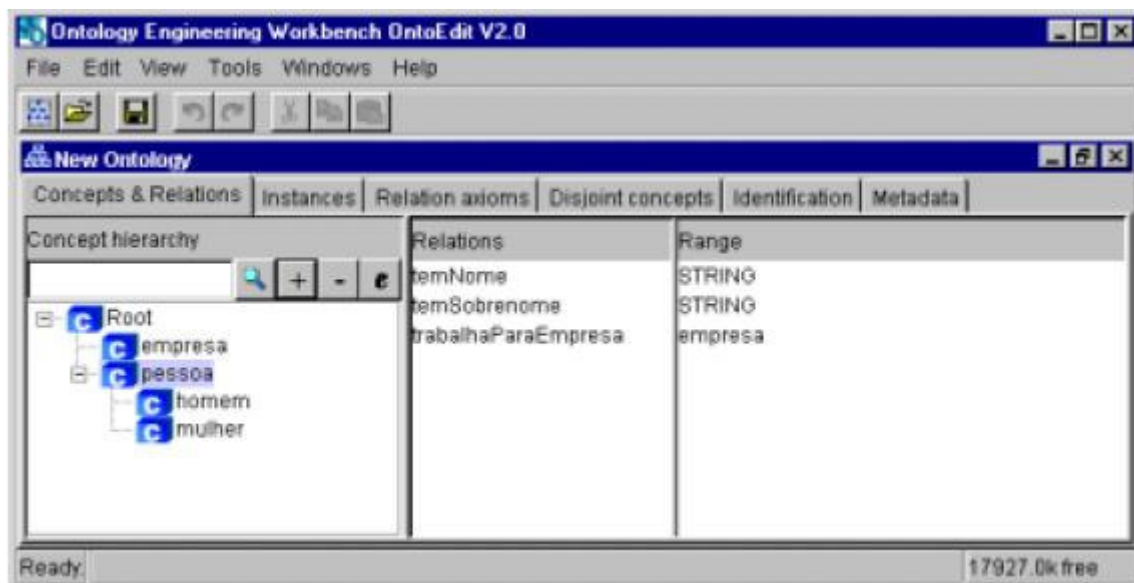 Ontology Engineering Workbench OntoEdit V2.0
File Edit View Tools Windows Help
New Ontology
Concepts & Relations Instances Relation axioms Disjoint concepts Identification Metadata
Concept hierarchy Relations Range
+ - e temNome STRING
Root temSobrenome STRING
empresa trabalhaParaEmpresa empresa
pessoa
homem
mulher
Ready. 17927.0k free